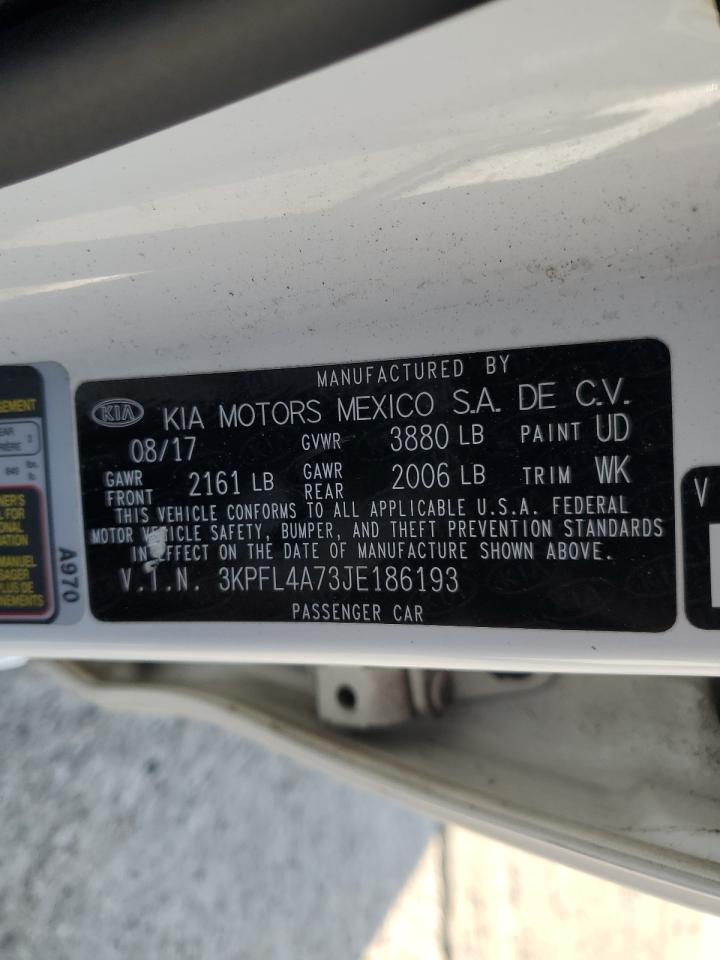 MANUFACTURED BY
KIA KIA MOTORS MEXICO S.A. DE C.V.
08/17 GVWR 3880 LB PAINT UD
GAWR FRONT 2161 LB GAWR REAR 2006 LB TRIM WK
THIS VEHICLE CONFORMS TO ALL APPLICABLE U.S.A. FEDERAL
MOTOR VEHICLE SAFETY, BUMPER, AND THEFT PREVENTION STANDARDS
IN EFFECT ON THE DATE OF MANUFACTURE SHOWN ABOVE.
V.I.N. 3KPFL4A73JE186193
PASSENGER CAR
A970
V